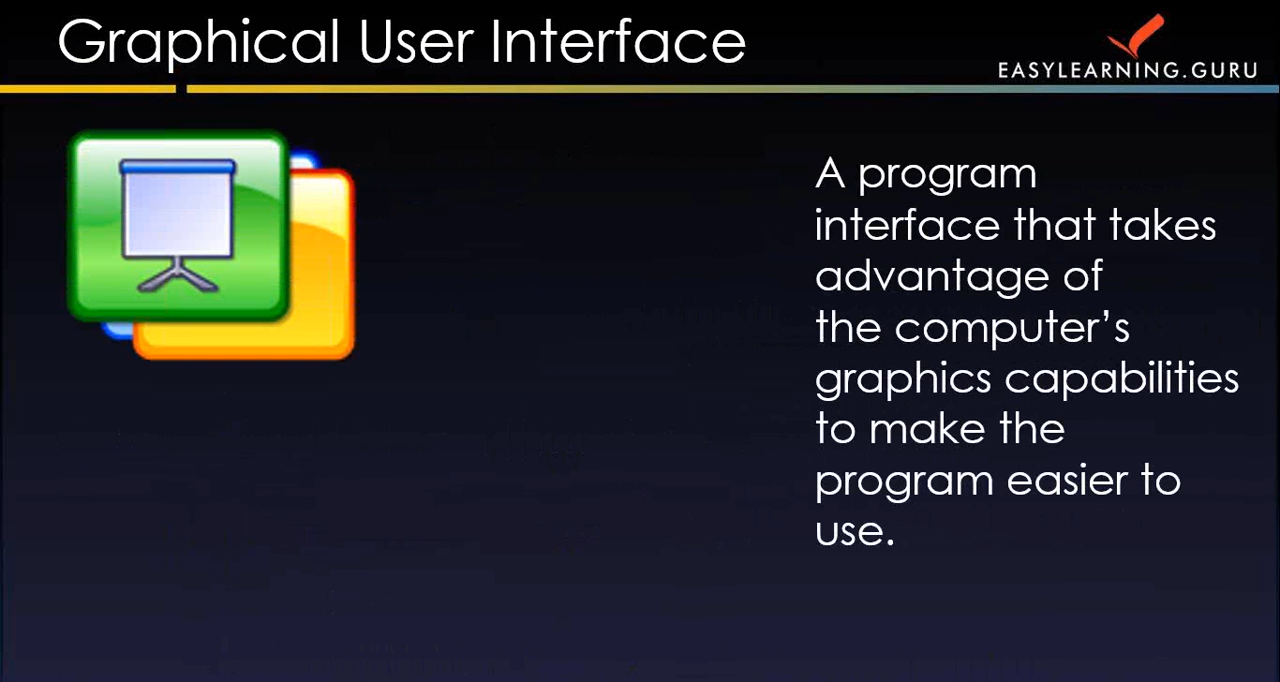 Graphical User Interface
EASYLEARNING.GURU
A program
interface that takes
advantage of
the computer’s
graphics capabilities
to make the
program easier to
use.